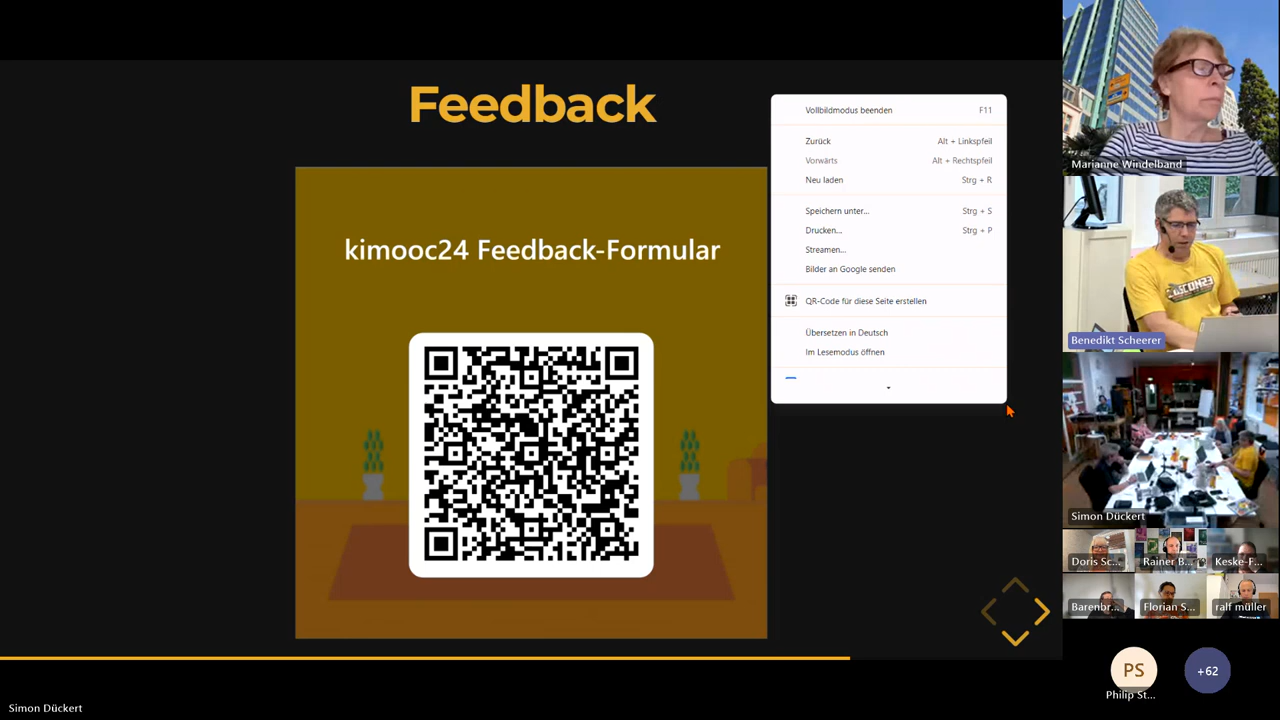 Feedback
kimooc24 Feedback-Formular
Vollbildmodus beenden F11
Zurück Alt + Linkspfeil
Vorwärts Alt + Rechtspfeil
Neu laden Strg + R
Speichern unter... Strg + S
Drucken... Strg + P
Streamen...
Bilder an Google senden
QR-Code für diese Seite erstellen
Übersetzen in Deutsch
Im Lesemodus öffnen
Marianne Windelband
Benedikt Scheerer
Simon Dückert
Doris Sc... Rainer B... Keske-F...
Barenbr... Florian S... ralf müller
PS
Philip St...
+62
Simon Dückert